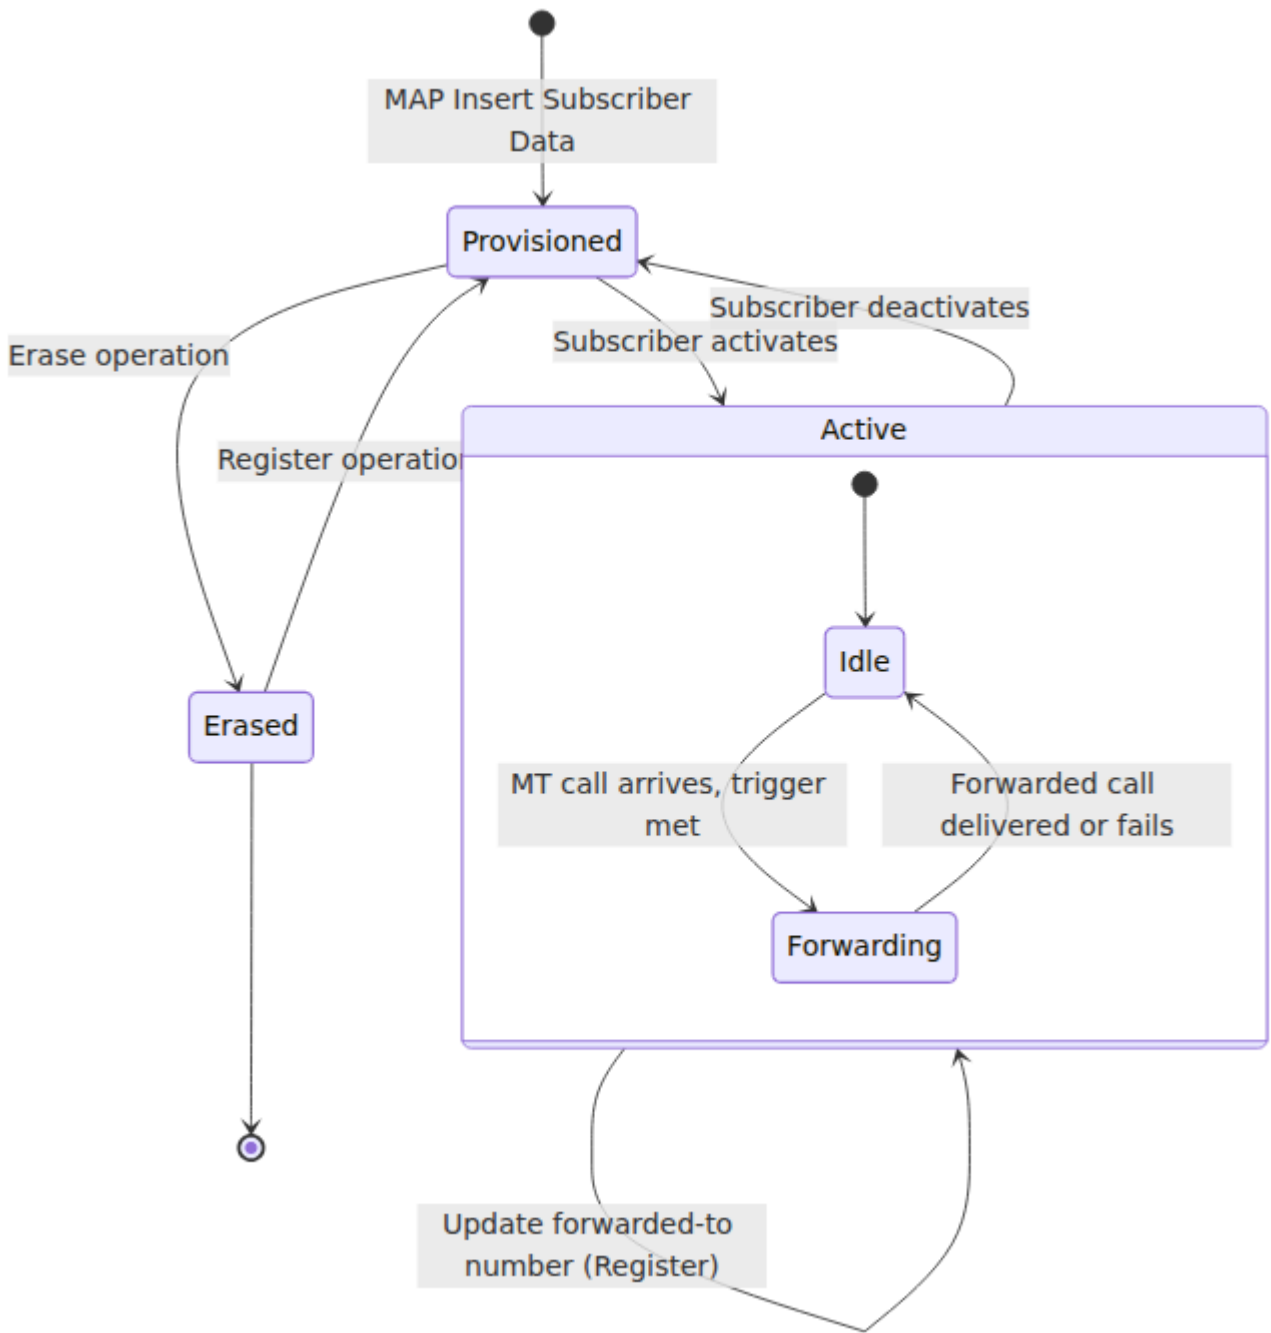 MAP Insert Subscriber
Data
Provisioned
Subscriber deactivates
Subscriber activates
Erase operation
Active
Register operation
Idle
Erased
MT call arrives, trigger
met
Forwarded call
delivered or fails
Forwarding
Update forwarded-to
number (Register)